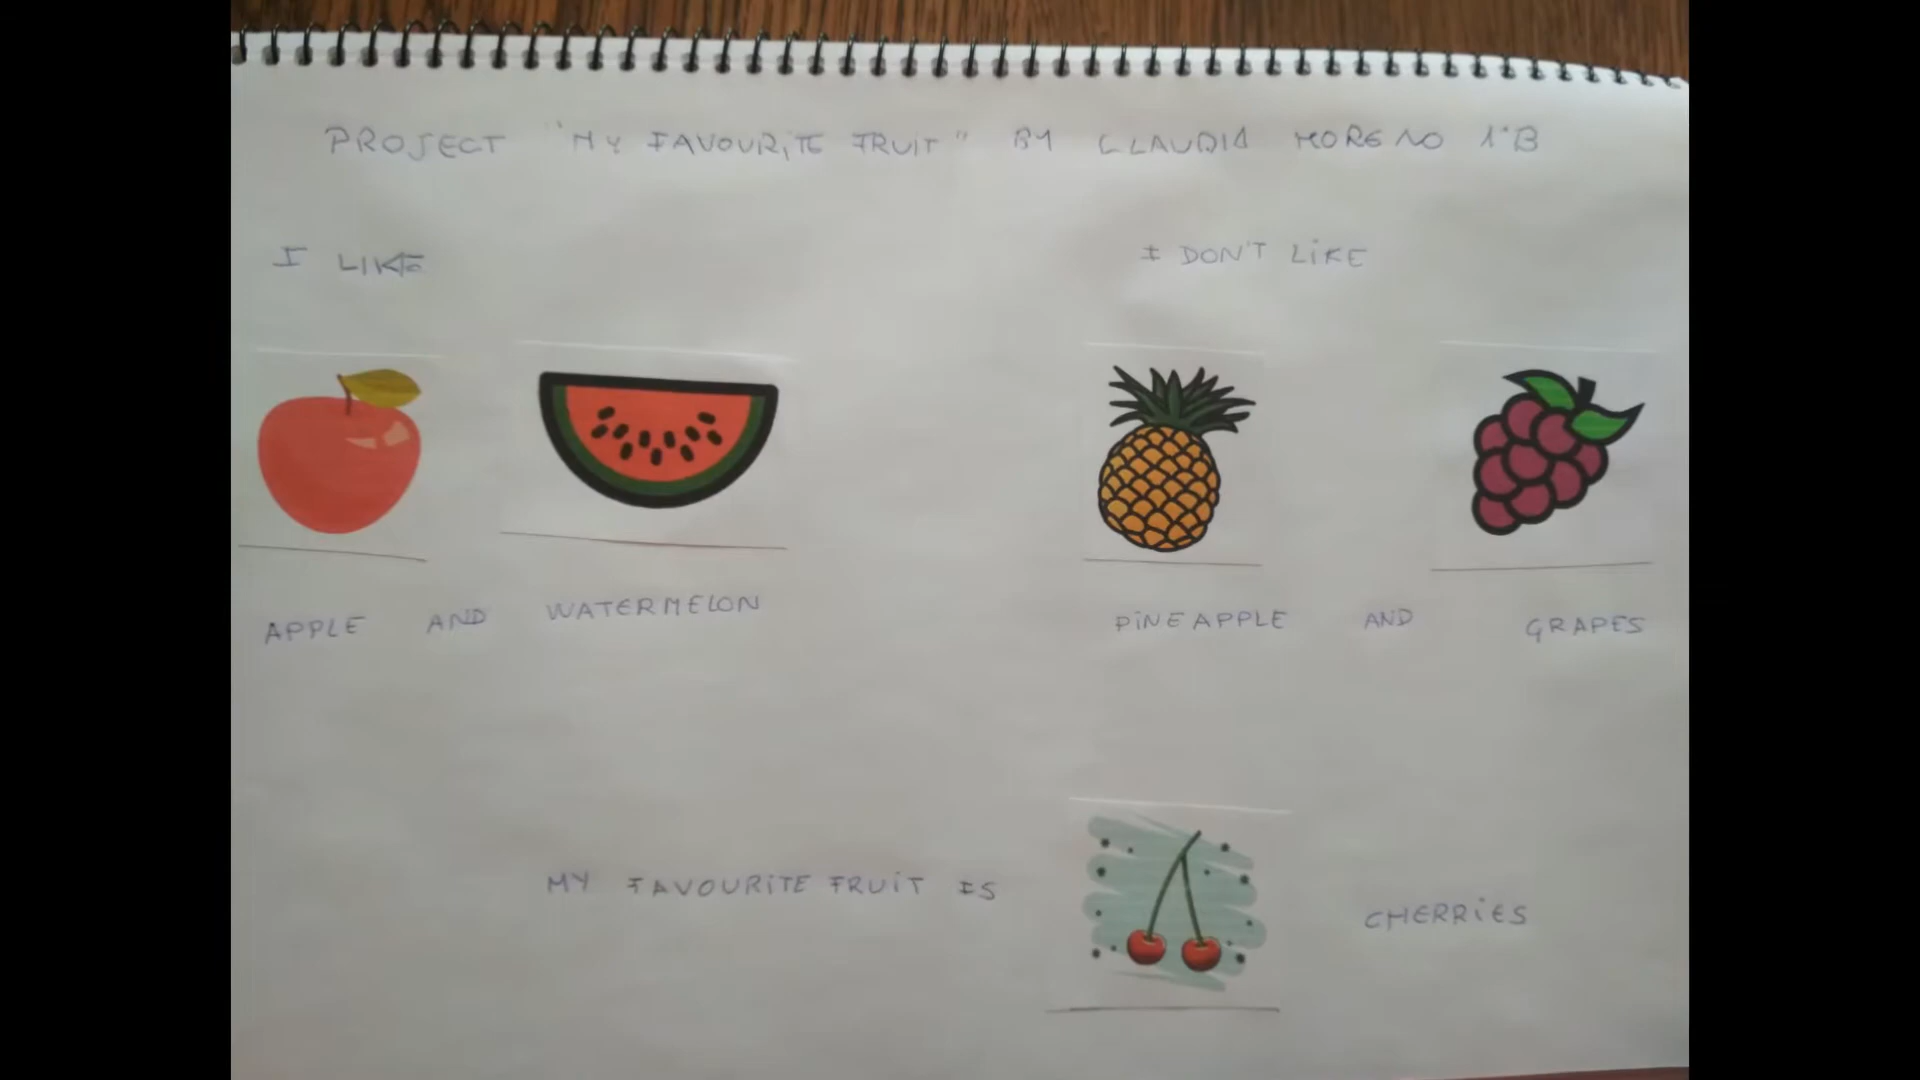 PROJECT "MY FAVOURITE FRUIT" BY CLAUDIA MORENO 1ºB
I LIKE
I DON'T LIKE
APPLE AND WATERMELON
PINEAPPLE AND GRAPES
MY FAVOURITE FRUIT IS CHERRIES